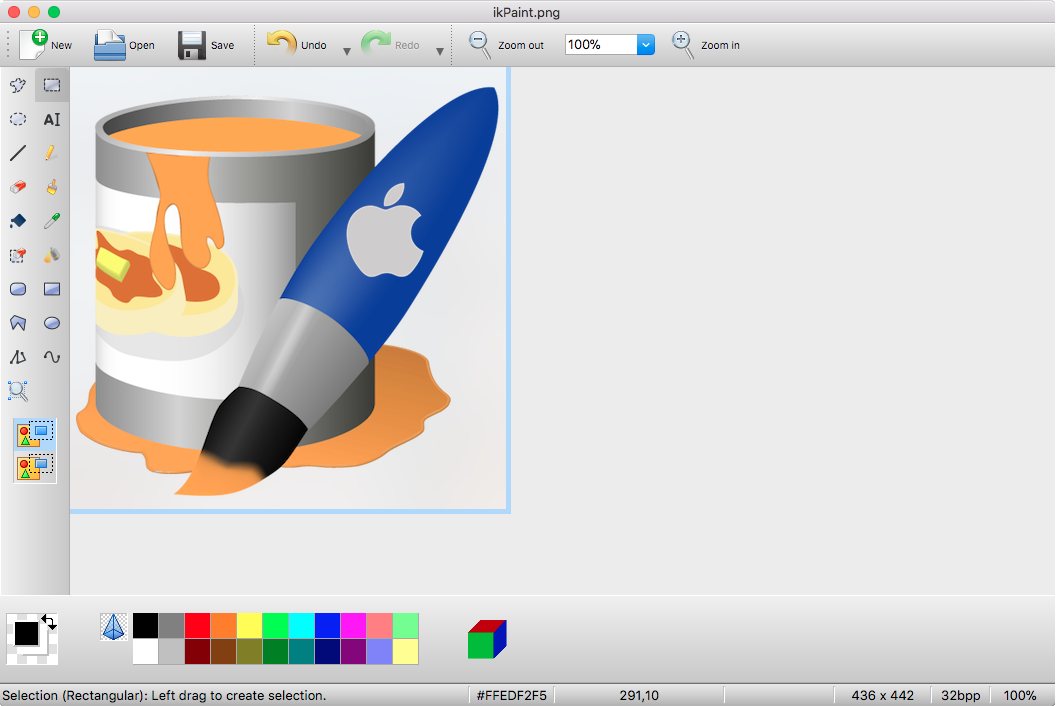 ikPaint.png
New
Open
Save
Undo
Redo
Zoom out
100%
Zoom in
AI
Selection (Rectangular): Left drag to create selection.
#FFEDF2F5
291,10
436 x 442
32bpp
100%